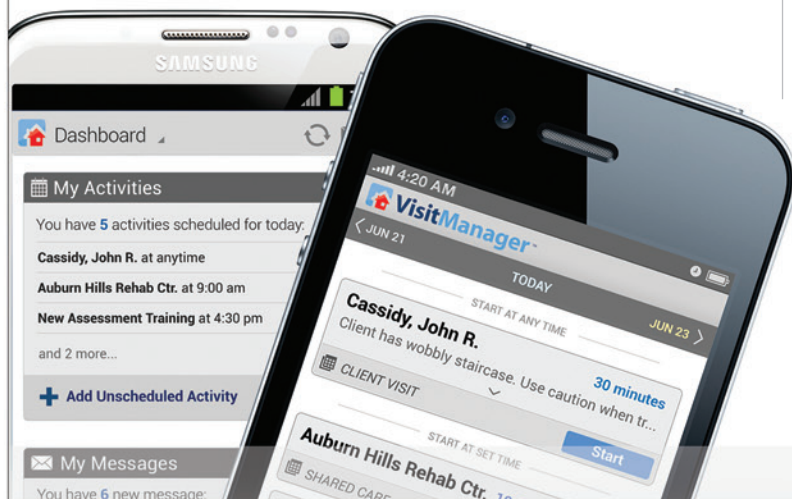 SAMSUNG
Dashboard
My Activities
You have 5 activities scheduled for today:
Cassidy, John R. at anytime
Auburn Hills Rehab Ctr. at 9:00 am
New Assessment Training at 4:30 pm
and 2 more...
Add Unscheduled Activity
My Messages
You have 6 new message:
4:20 AM
VisitManager
JUN 21
TODAY
JUN 23
START AT ANY TIME
Cassidy, John R.
30 minutes
Client has wobbly staircase. Use caution when tr...
CLIENT VISIT
Start
START AT SET TIME
Auburn Hills Rehab Ctr.
SHARED CARE